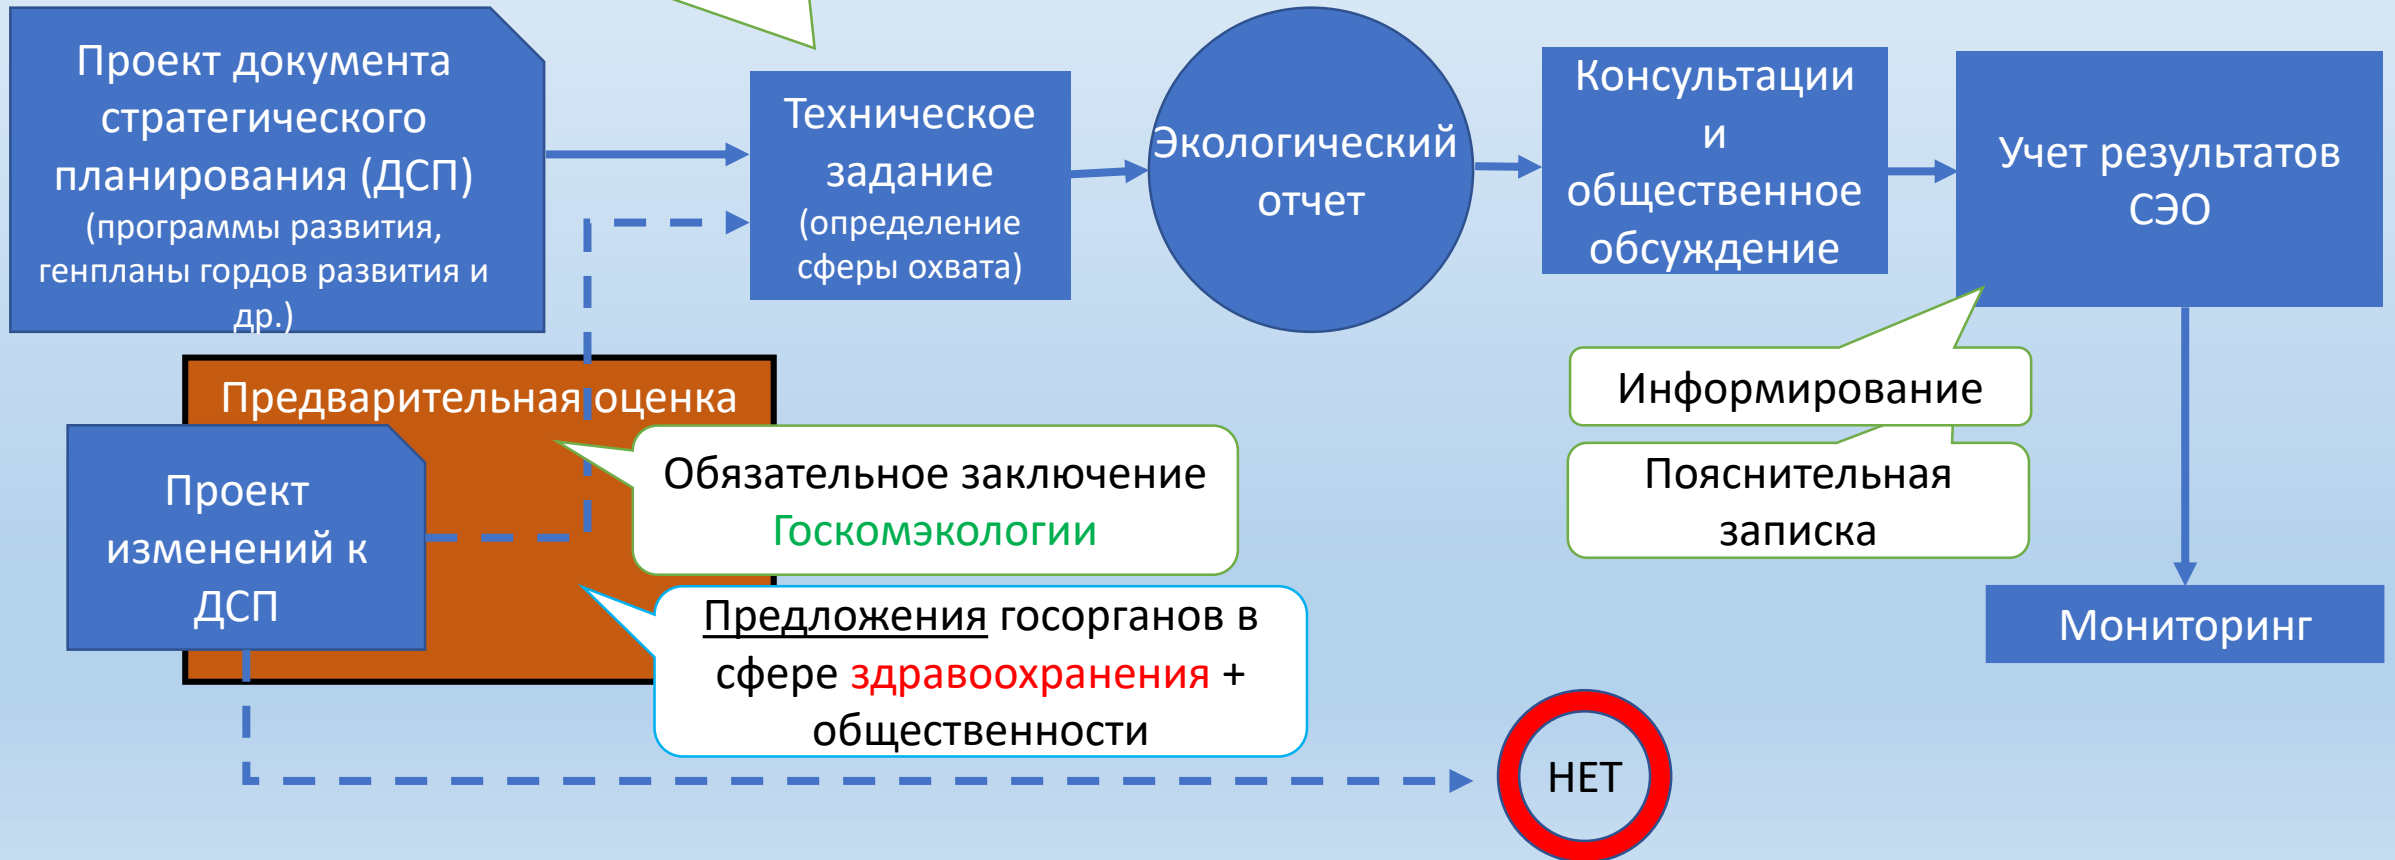 Проект документа
стратегического
планирования (ДСП)
(программы развития,
генпланы гордов развития и
др.)
Техническое
задание
(определение
сферы охвата)
Экологический
отчет
Консультации
и
общественное
обсуждение
Учет результатов
СЭО
Предварительная оценка
Проект
изменений к
ДСП
Обязательное заключение
Госкомэкологии
Предложения госорганов в
сфере здравоохранения +
общественности
Информирование
Пояснительная
записка
Мониторинг
НЕТ